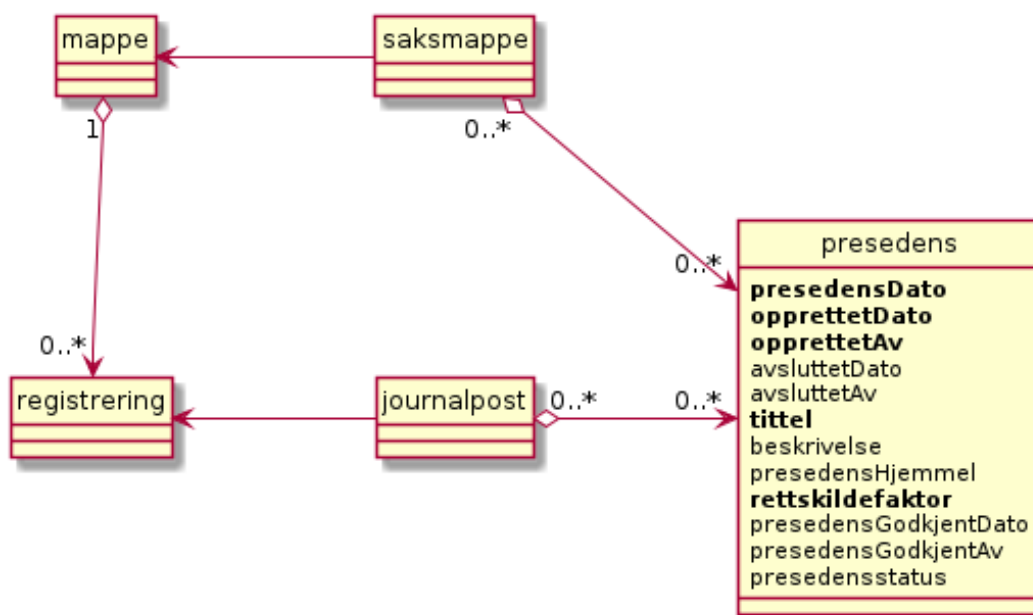 mappe
saksmappe
1
0..*
0..*
presedens
presedensDato
opprettetDato
opprettetAv
avsluttetDato
avsluttetAv
tittel
beskrivelse
presedensHjemmel
rettskildefaktor
presedensGodkjentDato
presedensGodkjentAv
presedensstatus
0..*
registrering
journalpost
0..*
0..*